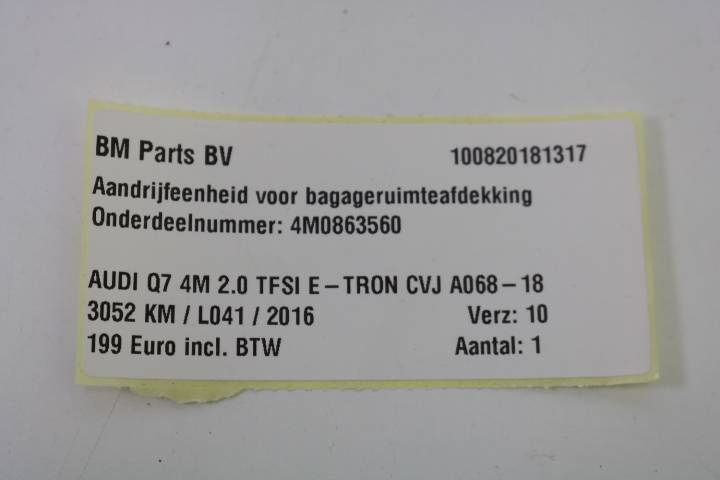 BM Parts BV 100820181317
Aandrijfeenheid voor bagageruimteafdekking
Onderdeelnummer: 4M0863560
AUDI Q7 4M 2.0 TFSI E-TRON CVJ A068-18
3052 KM / L041 / 2016 Verz: 10
199 Euro incl. BTW Aantal: 1